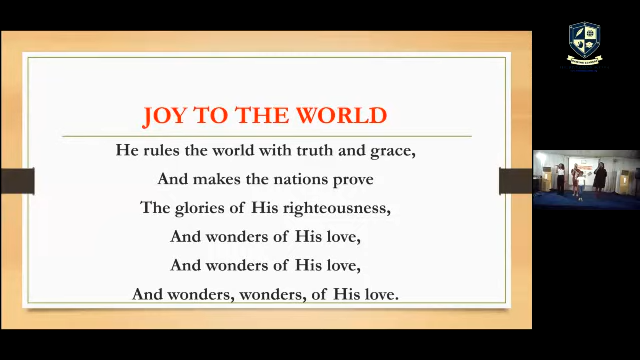 JOY TO THE WORLD
He rules the world with truth and grace,
And makes the nations prove
The glories of His righteousness,
And wonders of His love,
And wonders of His love,
And wonders, wonders, of His love.